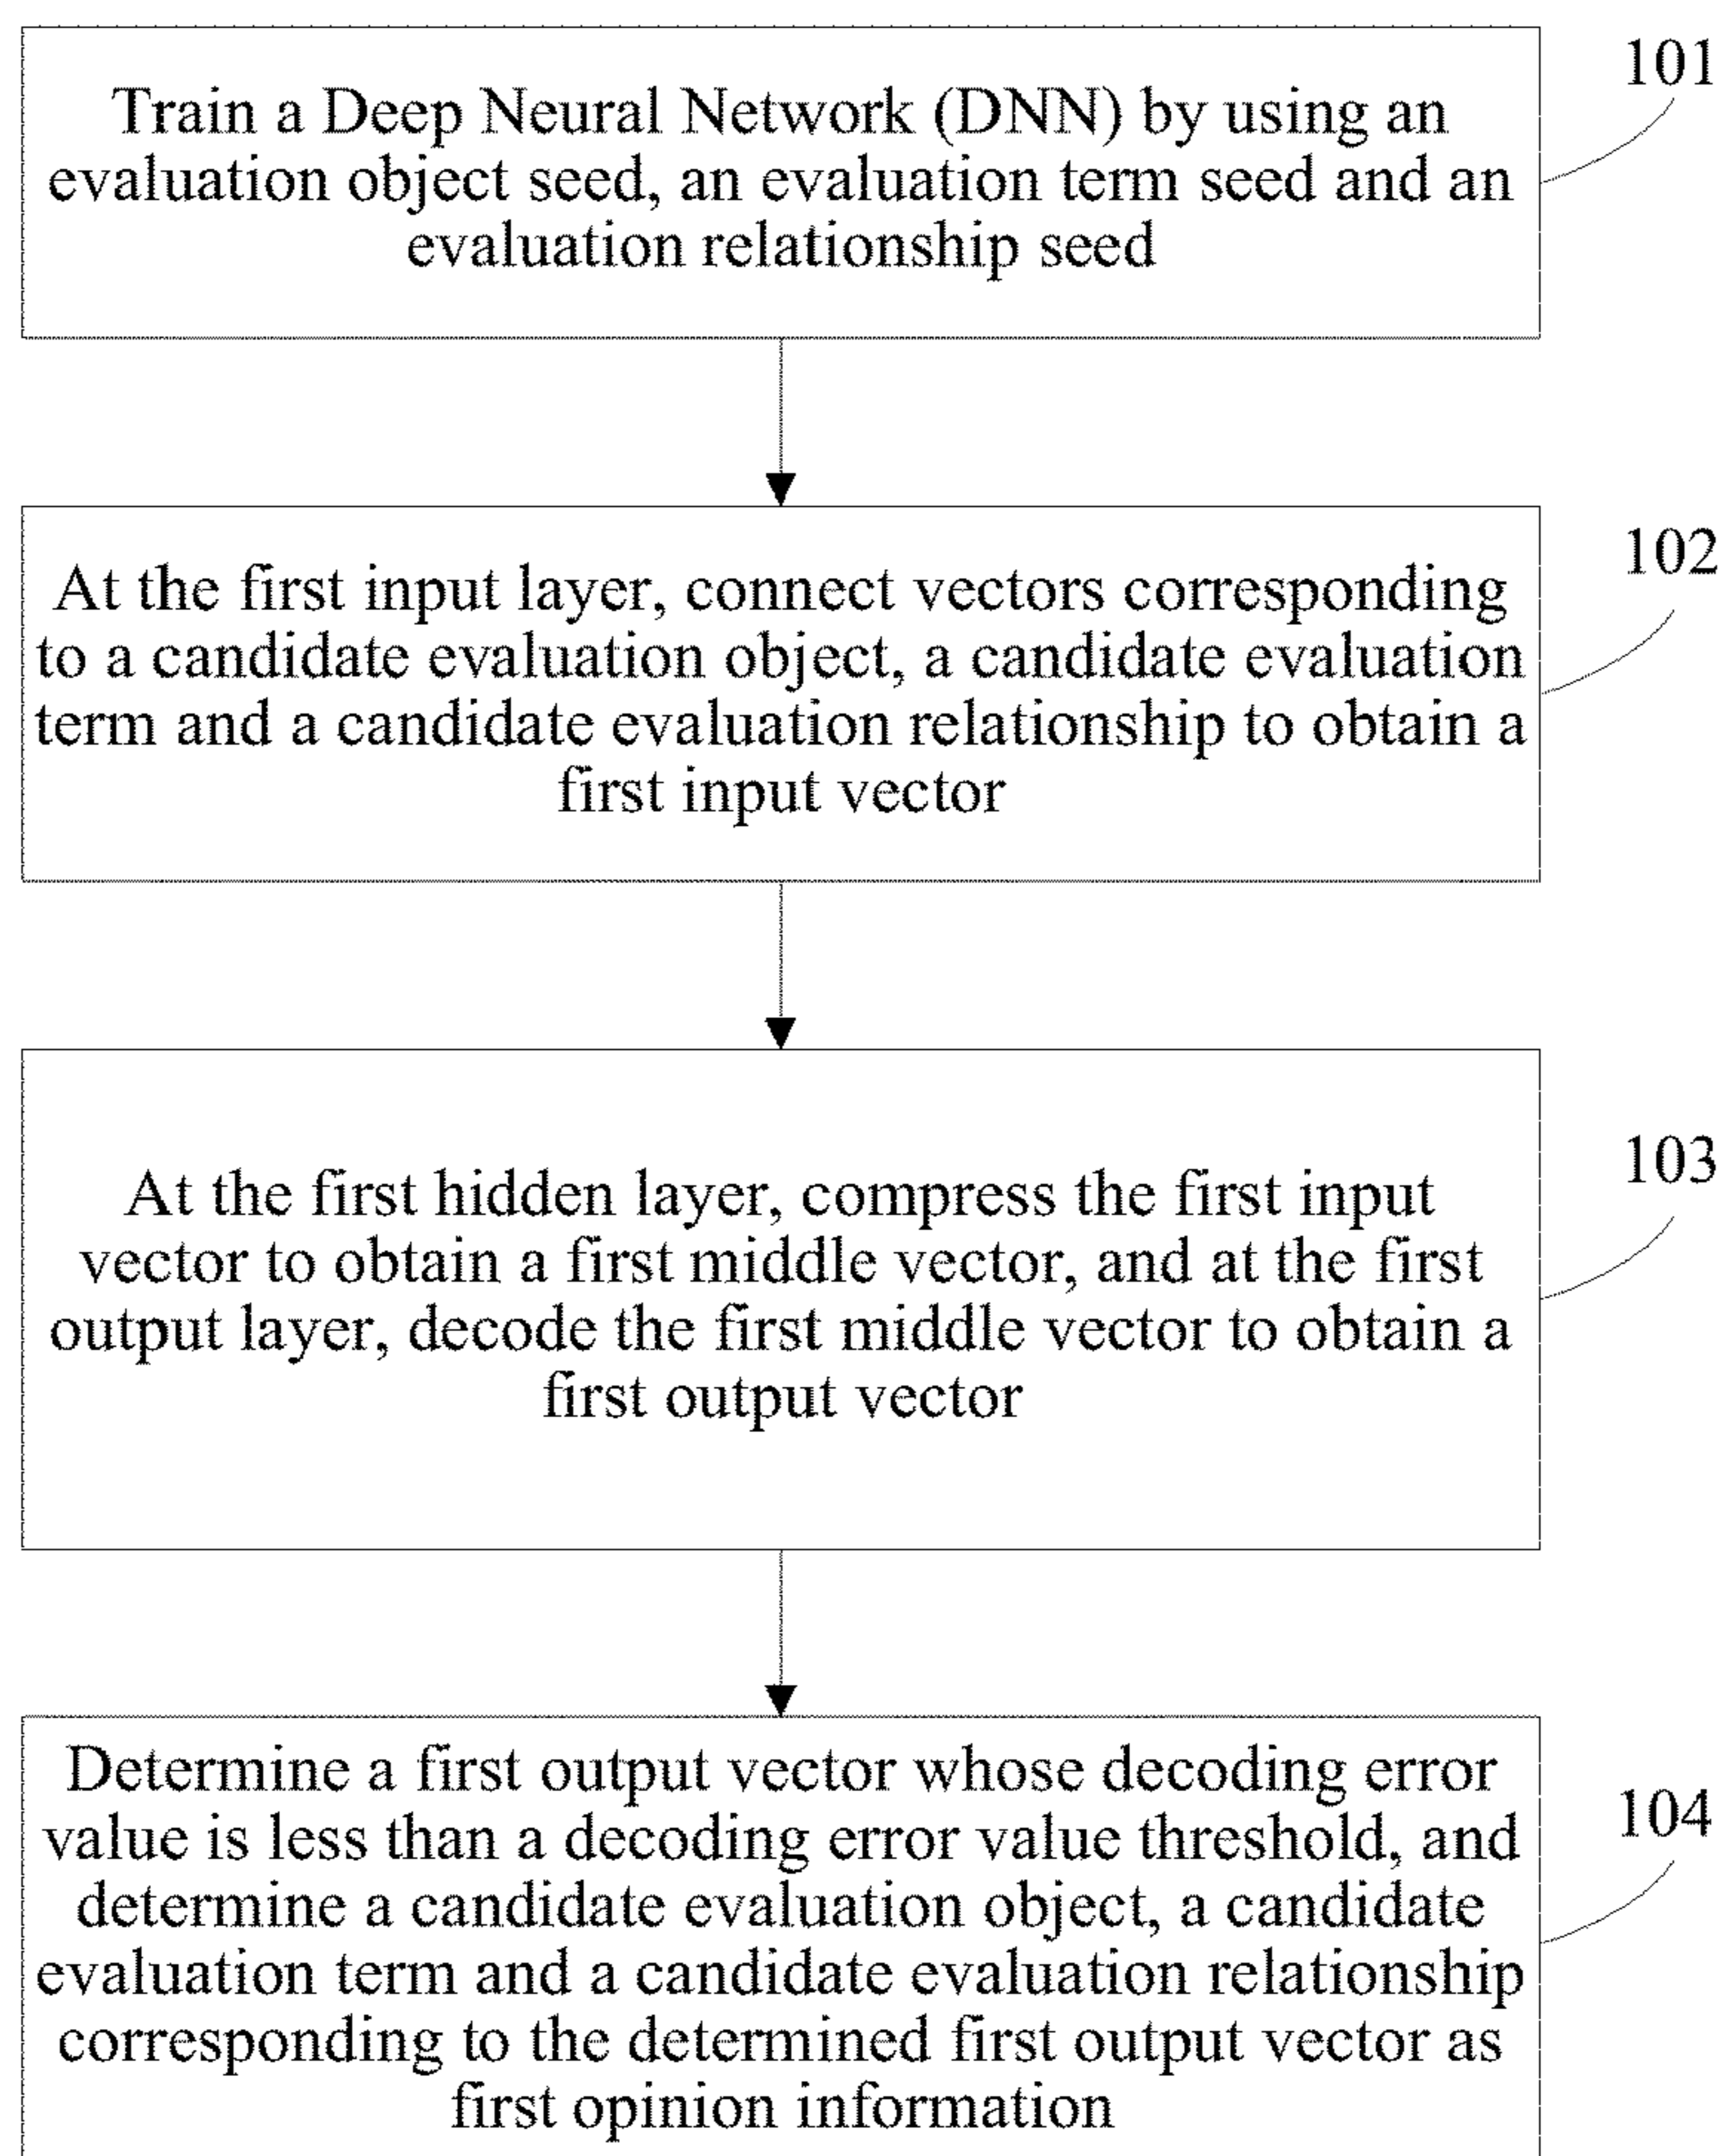 Train a Deep Neural Network (DNN) by using an
evaluation object seed, an evaluation term seed and an
evaluation relationship seed
101
At the first input layer, connect vectors corresponding
to a candidate evaluation object, a candidate evaluation
term and a candidate evaluation relationship to obtain a
first input vector
102
At the first hidden layer, compress the first input
vector to obtain a first middle vector, and at the first
output layer, decode the first middle vector to obtain a
first output vector
103
Determine a first output vector whose decoding error
value is less than a decoding error value threshold, and
determine a candidate evaluation object, a candidate
evaluation term and a candidate evaluation relationship
corresponding to the determined first output vector as
first opinion information
104